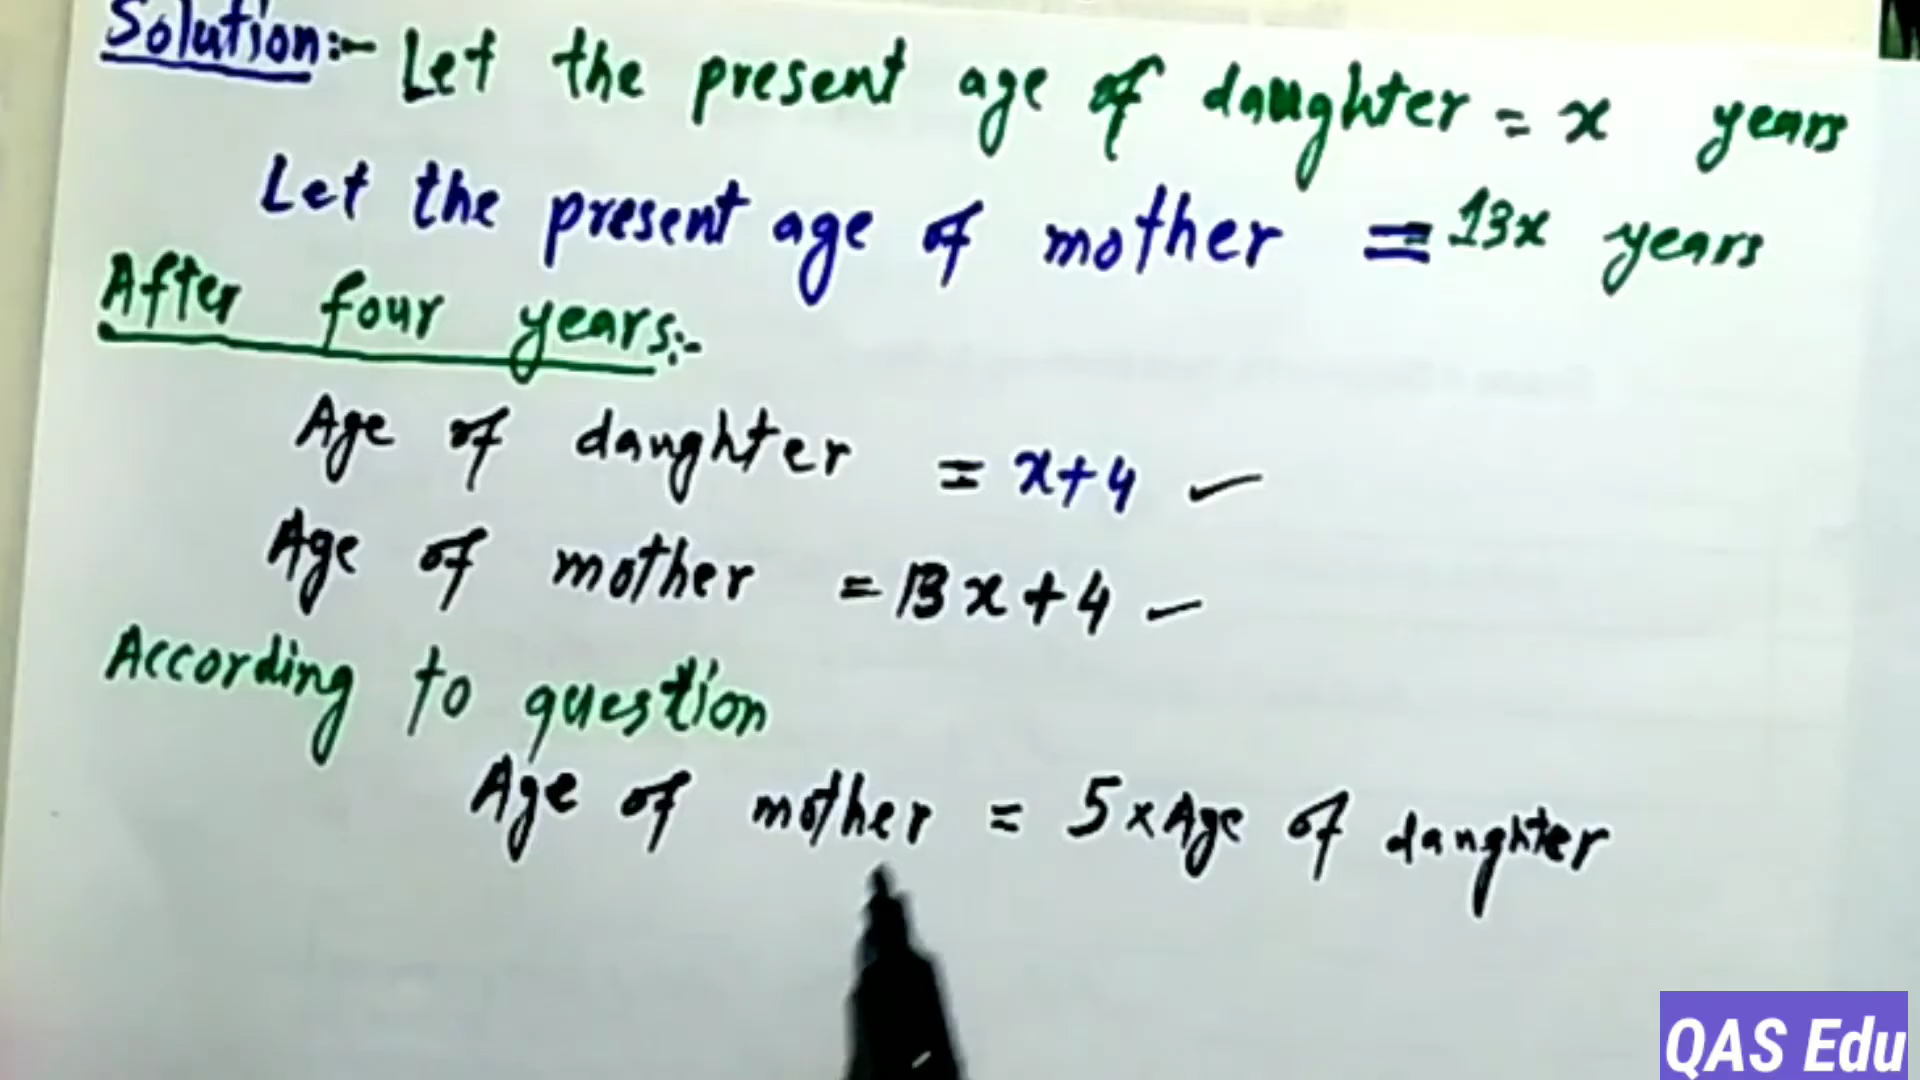 Solution:- Let the present age of daughter = x years
Let the present age of mother = 13x years
After four years:-
Age of daughter = x+4 ✓
Age of mother = 13x+4 –
According to question
Age of mother = 5×Age of daughter
QAS Edu